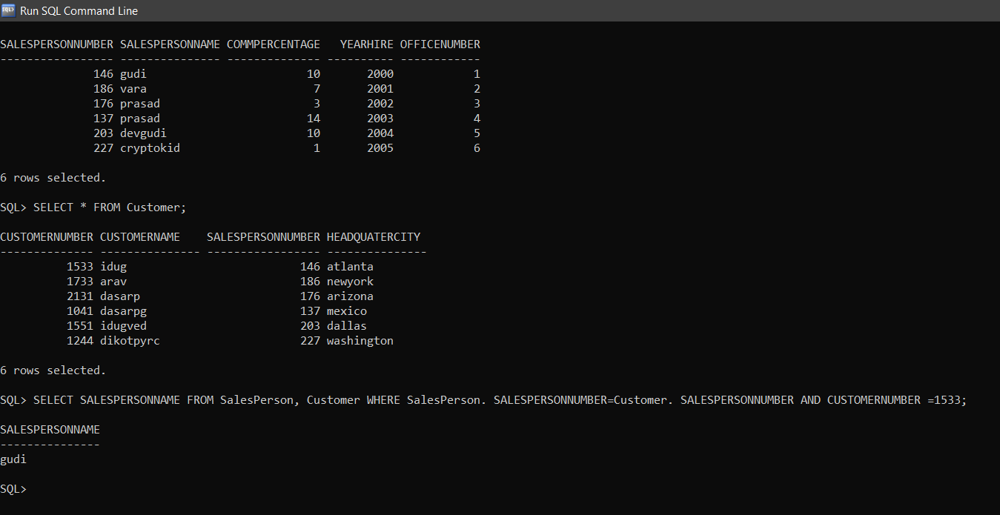 SQL> Run SQL Command Line
SALESPERSONNUMBER SALESPERSONNAME COMMPERCENTAGE   YEARHIRE OFFICENUMBER
----------------- --------------- -------------- ---------- ------------
              146 gudi                        10       2000            1
              186 vara                         7       2001            2
              176 prasad                       3       2002            3
              137 prasad                      14       2003            4
              203 devgudi                     10       2004            5
              227 cryptokid                    1       2005            6
6 rows selected.
SQL> SELECT * FROM Customer;
CUSTOMERNUMBER CUSTOMERNAME    SALESPERSONNUMBER HEADQUATERCITY
-------------- --------------- ----------------- ---------------
          1533 idug                          146 atlanta
          1733 arav                          186 newyork
          2131 dasarp                        176 arizona
          1041 dasarpg                       137 mexico
          1551 idugved                       203 dallas
          1244 dikotpyrc                     227 washington
6 rows selected.
SQL> SELECT SALESPERSONNAME FROM SalesPerson, Customer WHERE SalesPerson. SALESPERSONNUMBER=Customer. SALESPERSONNUMBER AND CUSTOMERNUMBER =1533;
SALESPERSONNAME
---------------
gudi
SQL>